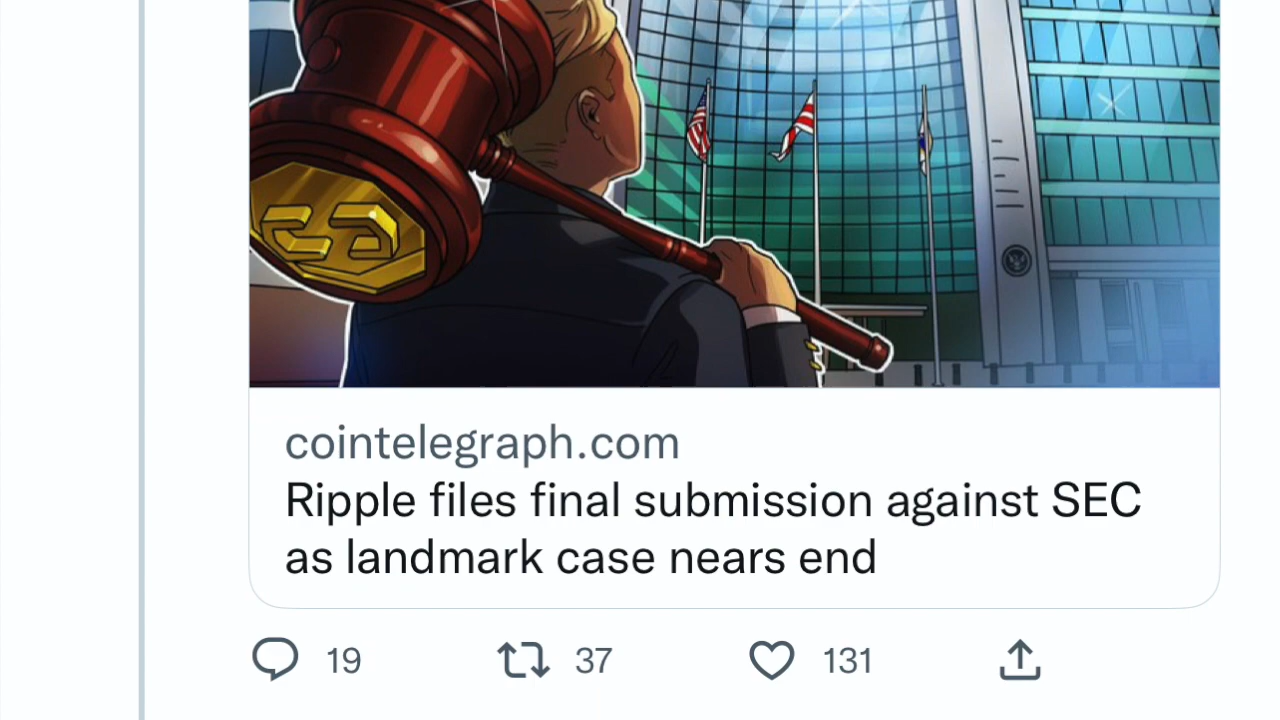 cointelegraph.com
Ripple files final submission against SEC
as landmark case nears end
19 37 131